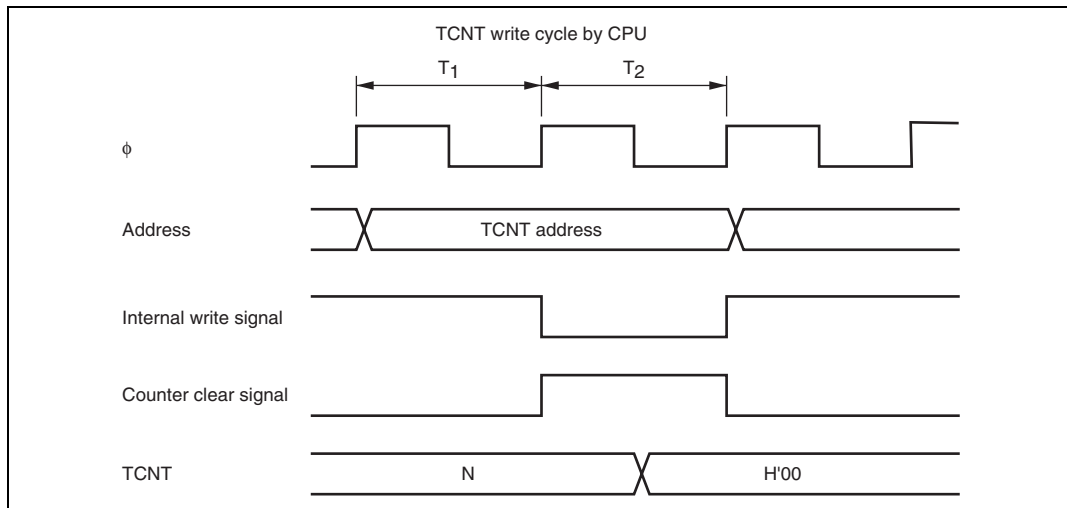 TCNT write cycle by CPU
T1 T2
ϕ
Address TCNT address
Internal write signal
Counter clear signal
TCNT N H'00